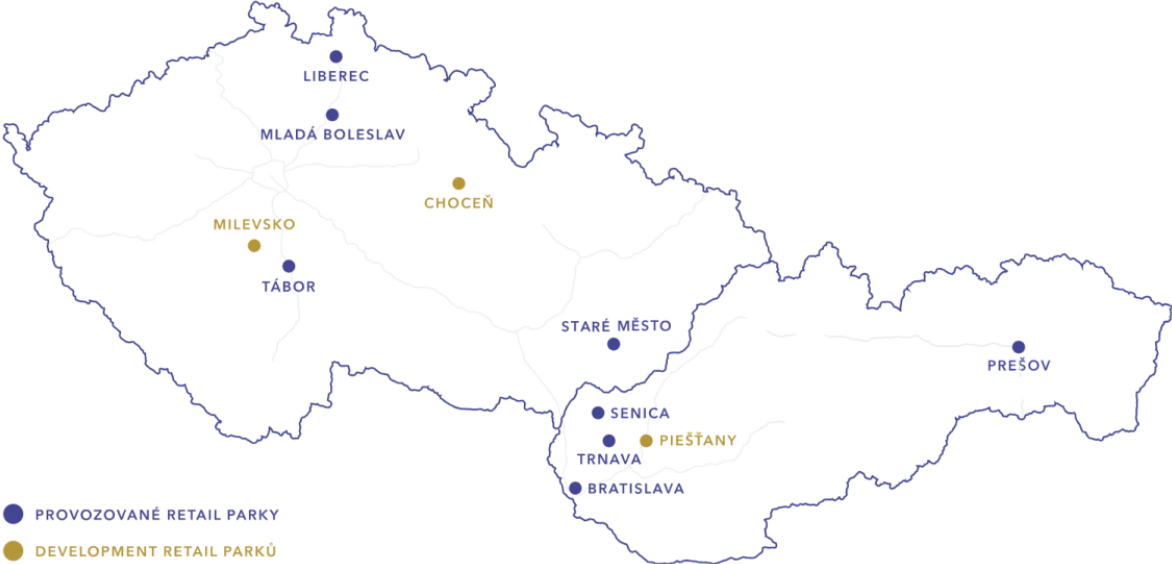 LIBEREC
MLADÁ BOLESLAV
CHOCEŇ
MILEVSKO
TÁBOR
STARÉ MĚSTO
PREŠOV
SENICA
PIEŠŤANY
TRNAVA
BRATISLAVA
PROVOZOVANÉ RETAIL PARKY
DEVELOPMENT RETAIL PARKŮ